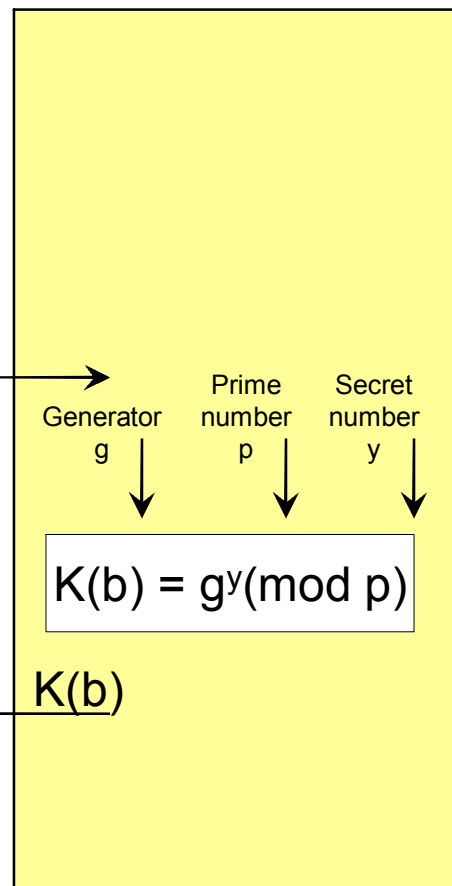 Generator
g
Prime
number
p
Secret
number
y
K(b) = gʸ(mod p)
K(b)